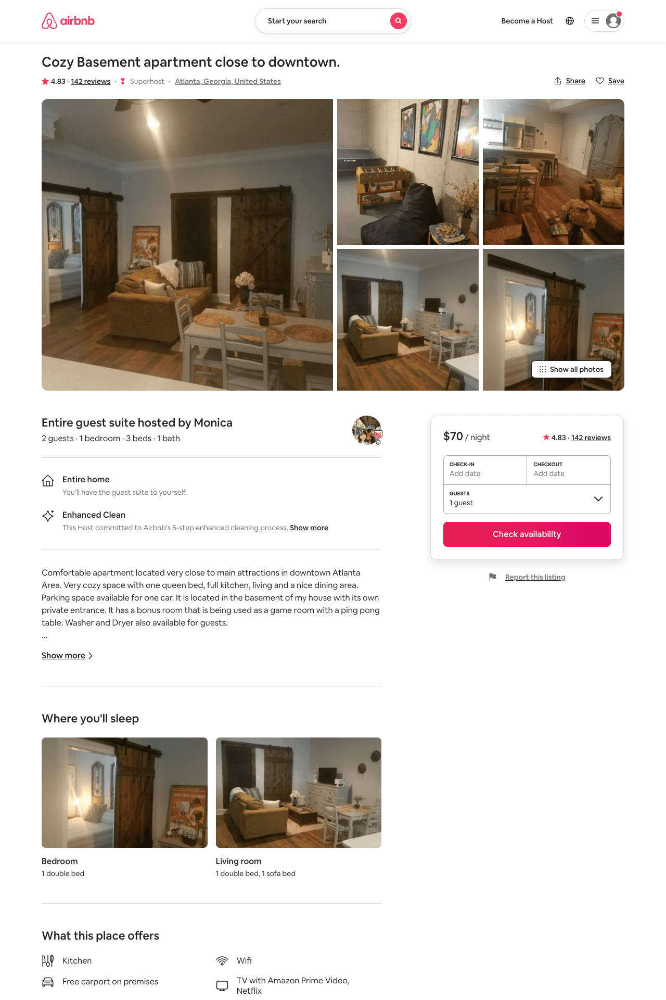 airbnb
Start your search
Become a Host
Cozy Basement apartment close to downtown.
4.83 · 142 reviews · Superhost · Atlanta, Georgia, United States
Share
Save
GONE WITH THE WIND
Show all photos
Entire guest suite hosted by Monica
2 guests · 1 bedroom · 3 beds · 1 bath
$70 / night
4.83 · 142 reviews
CHECK-IN
Add date
CHECKOUT
Add date
GUESTS
1 guest
Check availability
Report this listing
Entire home
You'll have the guest suite to yourself.
Enhanced Clean
This Host committed to Airbnb's 5-step enhanced cleaning process. Show more
Comfortable apartment located very close to main attractions in downtown Atlanta
Area. Very cozy space with one queen bed, full kitchen, living and a nice dining area.
Parking space available for one car. It is located in the basement of my house with its own
private entrance. It has a bonus room that is being used as a game room with a ping pong
table. Washer and Dryer also available for guests.
...
Show more
Where you'll sleep
GONE WITH THE WIND
Bedroom
1 double bed
Living room
1 double bed, 1 sofa bed
What this place offers
Kitchen
Wifi
Free carport on premises
TV with Amazon Prime Video,
Netflix